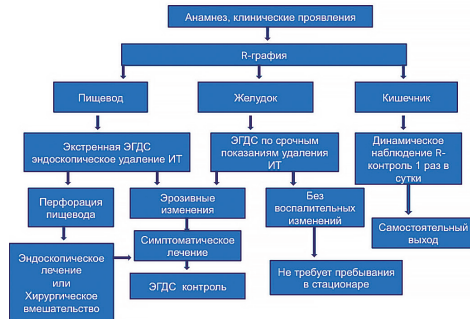 Анамнез, клинические проявления
R-графия
Пищевод
Желудок
Кишечник
Экстренная ЭГДС
эндоскопическое удаление ИТ
ЭГДС по срочным
показаниям удаления
ИТ
Динамическое
наблюдение R-
контроль 1 раз в
сутки
Перфорация
пищевода
Эрозивные
изменения
Без
воспалительных
изменений
Самостоятельный
выход
Симптоматическое
лечение
Эндоскопическое
лечение
или
Хирургическое
вмешательство
ЭГДС контроль
Не требует пребывания
в стационаре